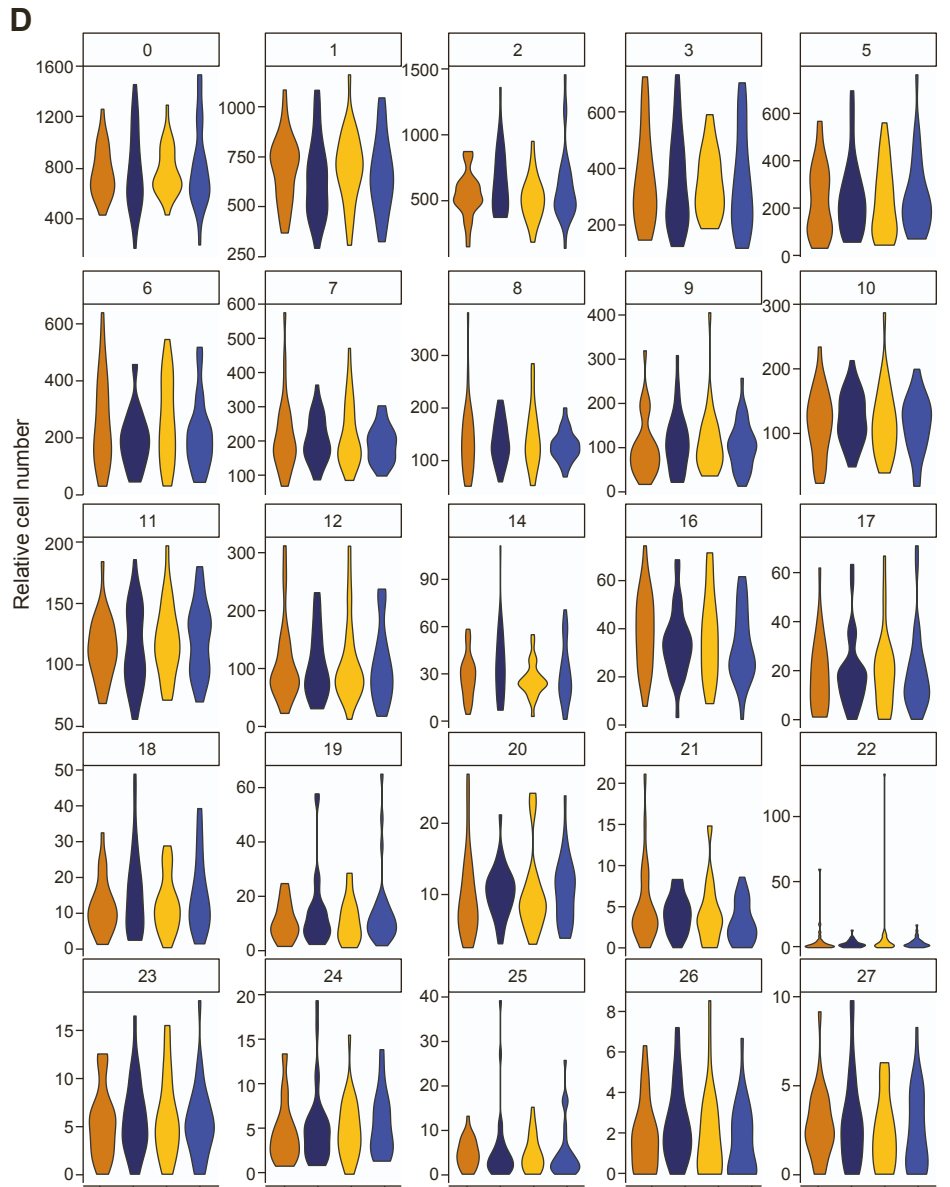 D
Relative cell number
0 1 2 3 5
1600 1200 800 400
1000 750 500 250
1500 1000 500
600 400 200
600 400 200 0
6 7 8 9 10
600 400 200 0
600 500 400 300 200 100
300 200 100
400 300 200 100 0
300 200 100
11 12 14 16 17
200 150 100 50
300 200 100 0
90 60 30 0
60 40 20 0
60 40 20 0
18 19 20 21 22
50 40 30 20 10 0
60 40 20 0
20 10
20 15 10 5 0
100 50 0
23 24 25 26 27
15 10 5 0
20 15 10 5 0
40 30 20 10 0
8 6 4 2 0
10 5 0